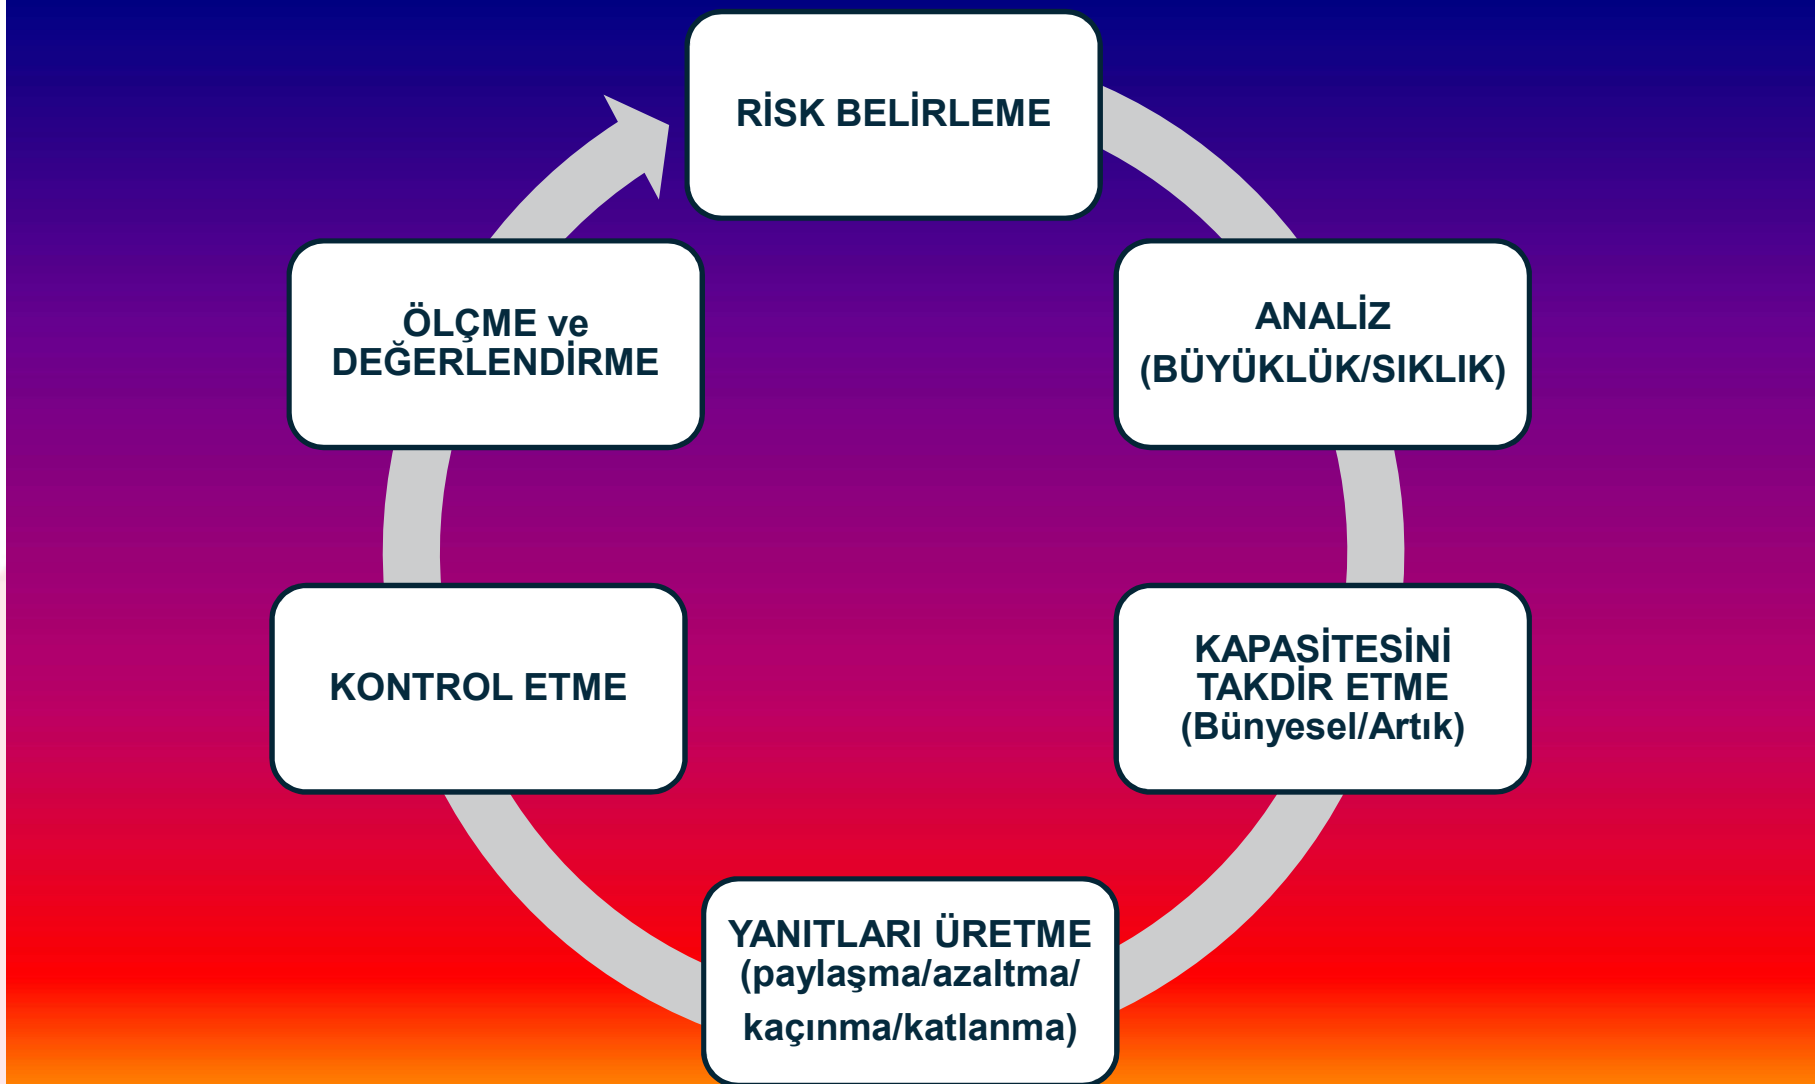 RİSK BELİRLEME
ANALİZ
(BÜYÜKLÜK/SIKLIK)
KAPASİTESİNİ
TAKDİR ETME
(Bünyesel/Artık)
YANITLARI ÜRETME
(paylaşma/azaltma/
kaçınma/katlanma)
KONTROL ETME
ÖLÇME ve
DEĞERLENDİRME